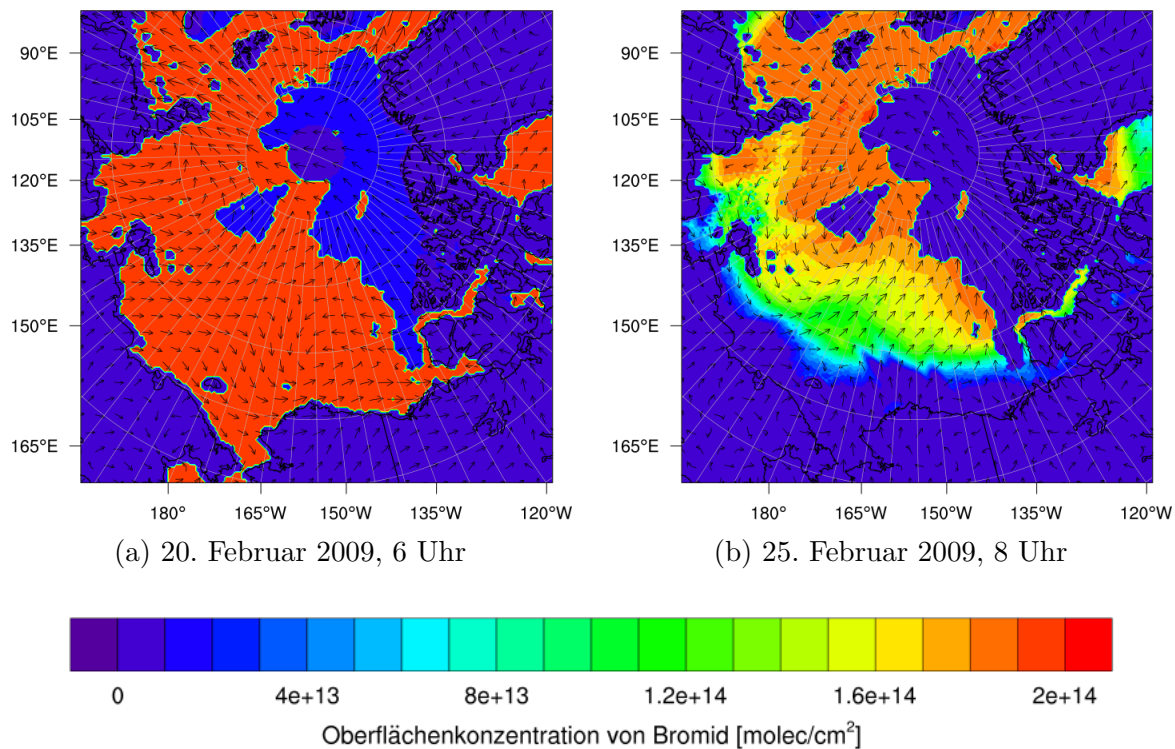 90°E
105°E
120°E
135°E
150°E
165°E
180°
165°W
150°W
135°W
120°W
(a) 20. Februar 2009, 6 Uhr
90°E
105°E
120°E
135°E
150°E
165°E
180°
165°W
150°W
135°W
120°W
(b) 25. Februar 2009, 8 Uhr
0 4e+13 8e+13 1.2e+14 1.6e+14 2e+14
Oberflächenkonzentration von Bromid [molec/cm²]